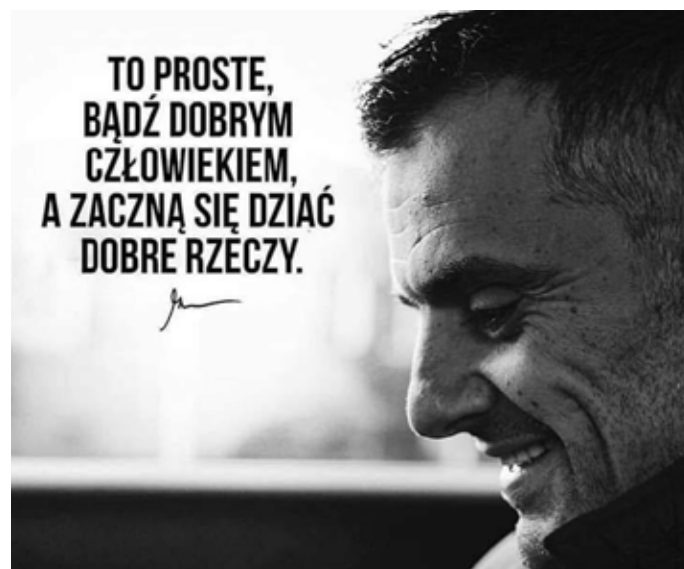 TO PROSTE,
BĄDŹ DOBRYM
CZŁOWIEKIEM,
A ZACZNĄ SIĘ DZIAĆ
DOBRE RZECZY.